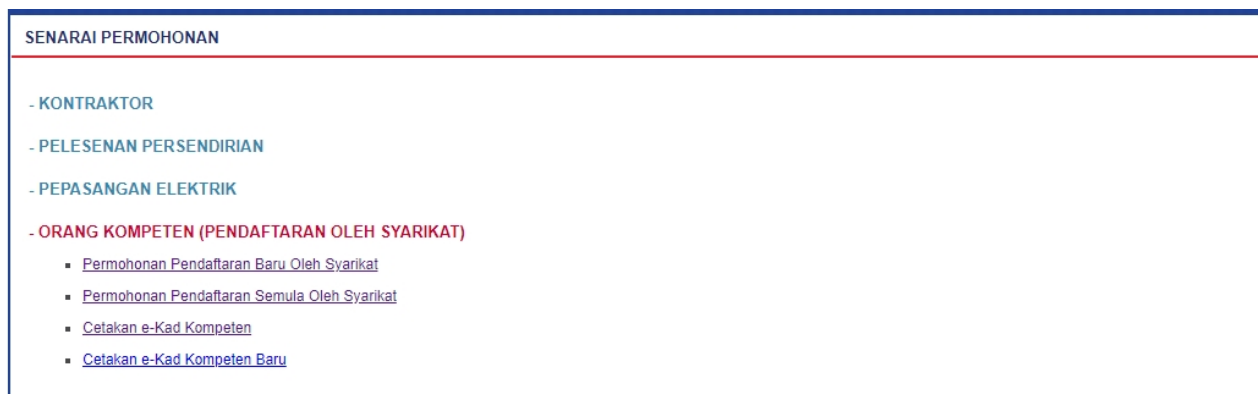 SENARAI PERMOHONAN
- KONTRAKTOR
- PELESENAN PERSENDIRIAN
- PEPASANGAN ELEKTRIK
- ORANG KOMPETEN (PENDAFTARAN OLEH SYARIKAT)
▪ Permohonan Pendaftaran Baru Oleh Syarikat
▪ Permohonan Pendaftaran Semula Oleh Syarikat
▪ Cetakan e-Kad Kompeten
▪ Cetakan e-Kad Kompeten Baru